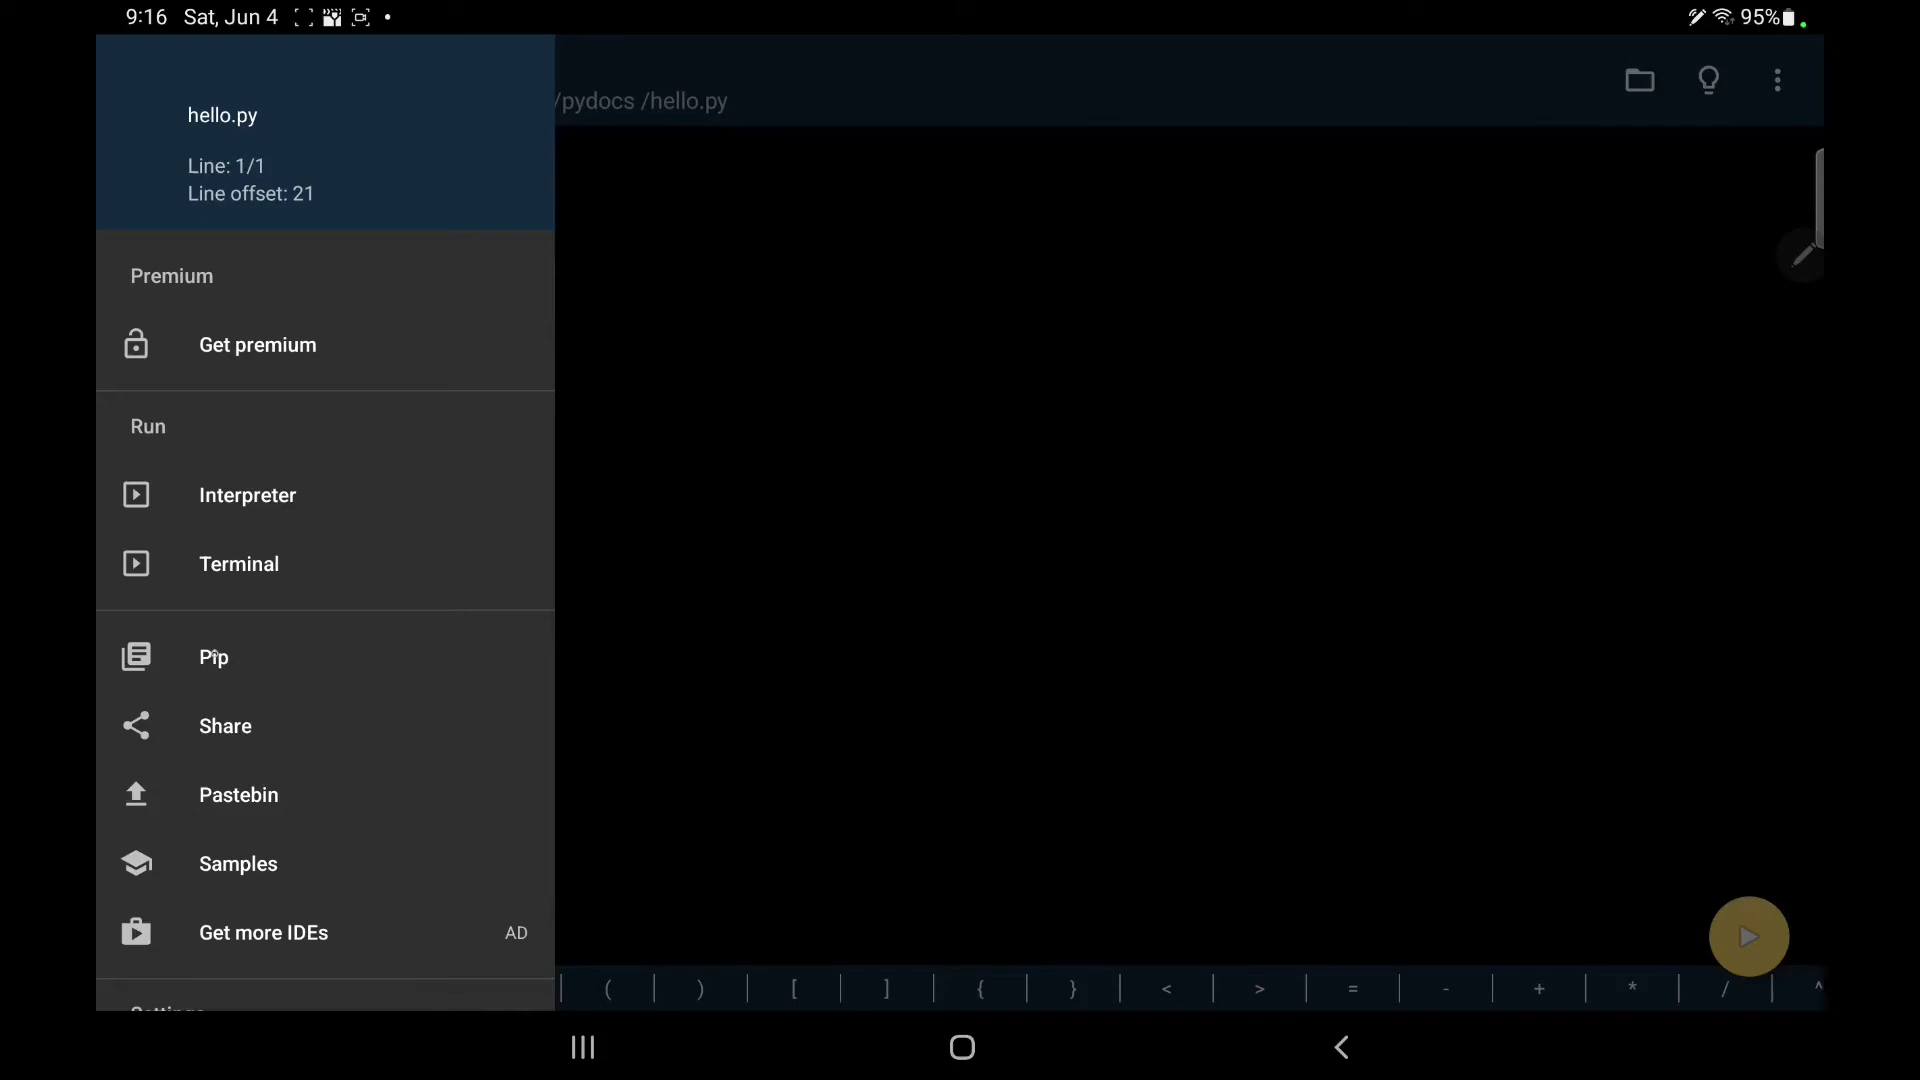 9:16 Sat, Jun 4
95%
hello.py
/pydocs /hello.py
Line: 1/1
Line offset: 21
Premium
Get premium
Run
Interpreter
Terminal
Pip
Share
Pastebin
Samples
Get more IDEs AD
( ) [ ] { } < > = - + * / ^
Settings